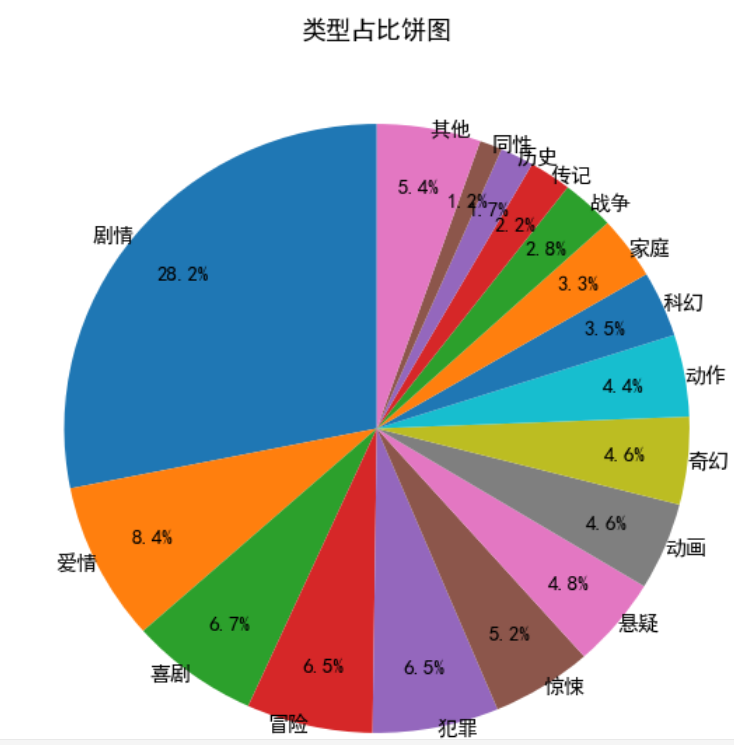 类型占比饼图
其他
5.4%
同性
1.2%
历史
1.7%
传记
2.2%
战争
2.8%
家庭
3.3%
科幻
3.5%
动作
4.4%
奇幻
4.6%
动画
4.6%
悬疑
4.8%
惊悚
5.2%
犯罪
6.5%
冒险
6.5%
喜剧
6.7%
爱情
8.4%
剧情
28.2%